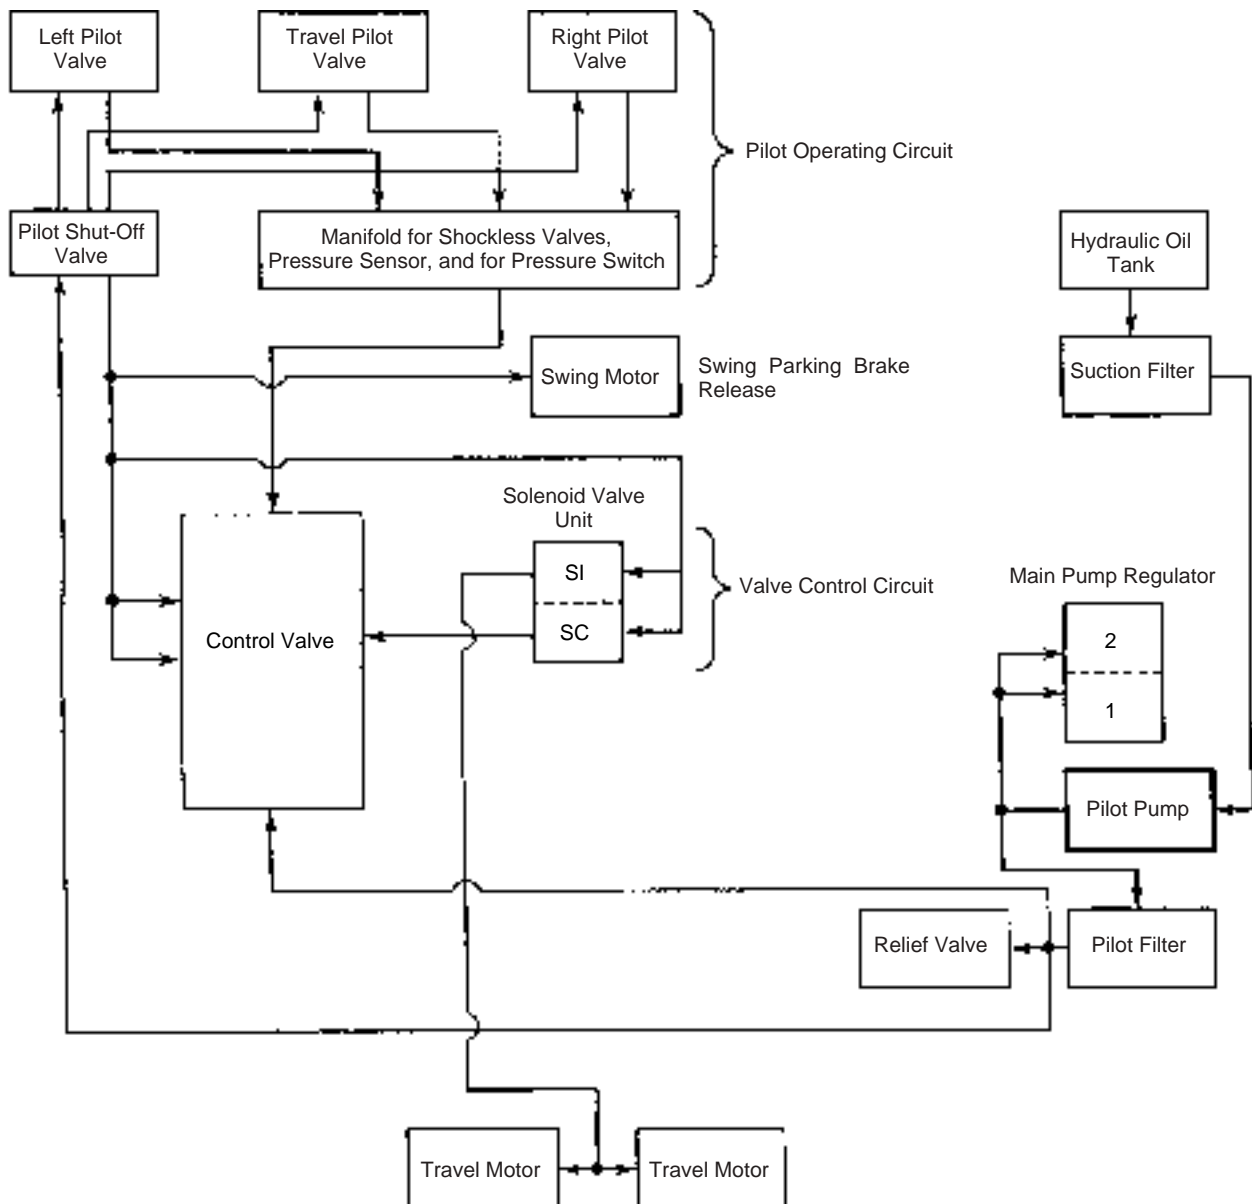 Left Pilot
Valve
Travel Pilot
Valve
Right Pilot
Valve
Pilot Operating Circuit
Pilot Shut-Off
Valve
Manifold for Shockless Valves,
Pressure Sensor, and for Pressure Switch
Hydraulic Oil
Tank
Swing Motor
Swing Parking Brake
Release
Suction Filter
Solenoid Valve
Unit
SI
SC
Valve Control Circuit
Main Pump Regulator
2
1
Control Valve
Pilot Pump
Relief Valve
Pilot Filter
Travel Motor
Travel Motor